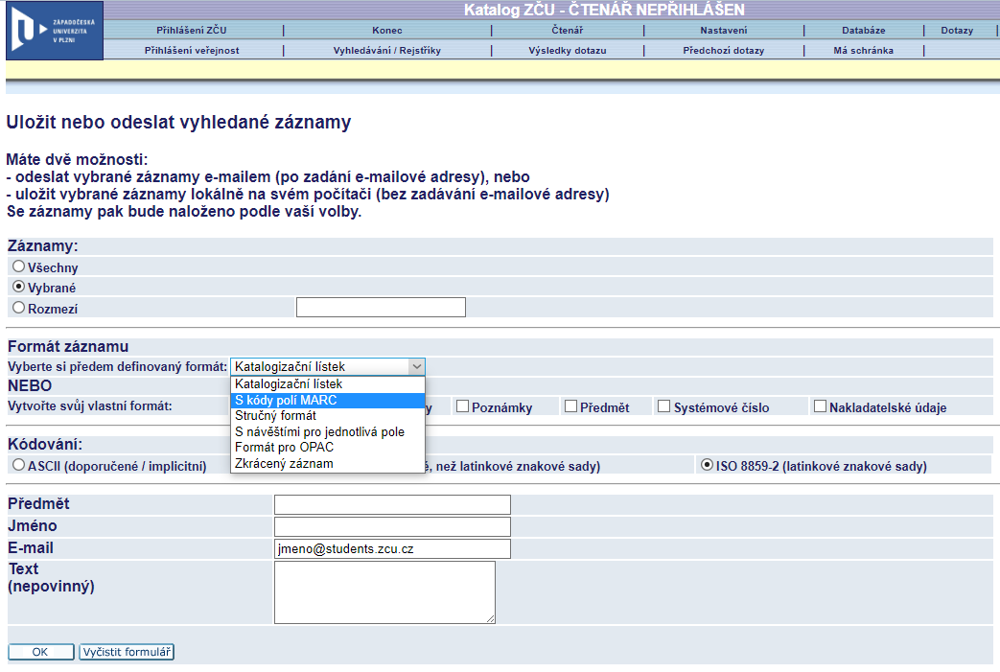 Katalog ZČU - ČTENÁŘ NEPŘIHLÁŠEN
ZÁPADOČESKÁ
UNIVERZITA
V PLZNI
Přihlášení ZČU | Konec | Čtenář | Nastavení | Databáze | Dotazy |
Přihlášení veřejnost | Vyhledávání / Rejstříky | Výsledky dotazu | Předchozí dotazy | Má schránka |
Uložit nebo odeslat vyhledané záznamy
Máte dvě možnosti:
- odeslat vybrané záznamy e-mailem (po zadání e-mailové adresy), nebo
- uložit vybrané záznamy lokálně na svém počítači (bez zadávání e-mailové adresy)
Se záznamy pak bude naloženo podle vaší volby.
Záznamy:
Všechny
Vybrané
Rozmezí
Formát záznamu
Vyberte si předem definovaný formát: Katalogizační lístek
Katalogizační lístek
S kódy polí MARC
Stručný formát
S návěštími pro jednotlivá pole
Formát pro OPAC
Zkrácený záznam
NEBO
Vytvořte svůj vlastní formát: y Poznámky Předmět Systémové číslo Nakladatelské údaje
Kódování:
ASCII (doporučené / implicitní) , než latinkové znakové sady) ISO 8859-2 (latinkové znakové sady)
Předmět
Jméno
E-mail jmeno@students.zcu.cz
Text
(nepovinný)
OK Vyčistit formulář